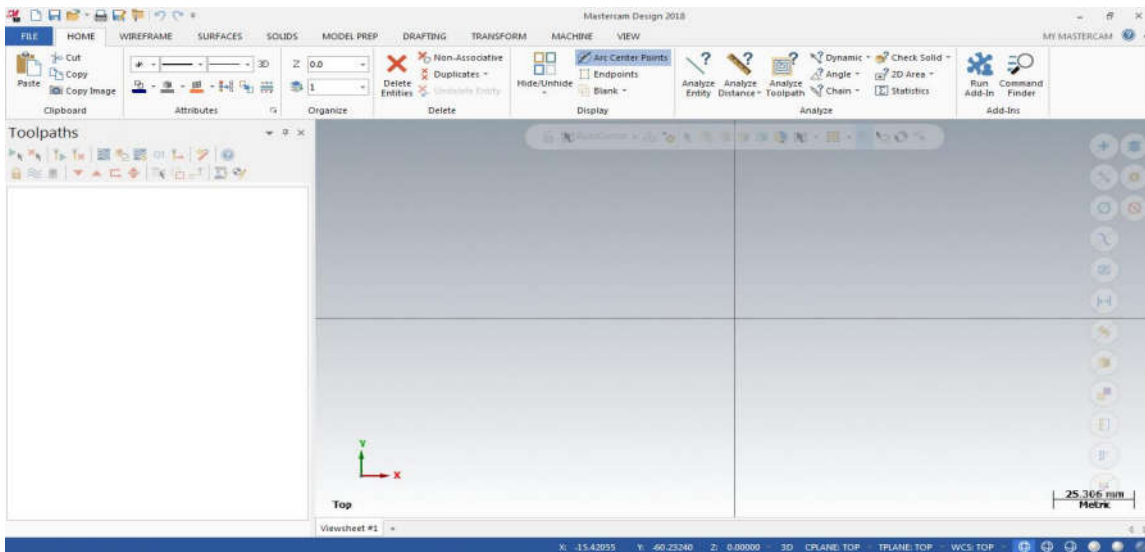 Mastercam Design 2018
FILE HOME WIREFRAME SURFACES SOLIDS MODEL PREP DRAFTING TRANSFORM MACHINE VIEW MY MASTERCAM
Paste
Cut
Copy
Copy Image
Clipboard
3D
Attributes
Z 0.0
1
Organize
Delete Entities
Non-Associative
Duplicates
Undelete Entity
Delete
Hide/Unhide
Arc Center Points
Endpoints
Blank
Display
Analyze Entity
Analyze Distance
Analyze Toolpath
Dynamic
Angle
Chain
Check Solid
2D Area
Statistics
Analyze
Run Add-In
Command Finder
Add-Ins
Toolpaths
AutoCursor
Y
X
Top
25.306 mm
Metric
Viewsheet #1 +
X: -15.42055 Y: -60.23240 Z: 0.00000 3D CPLANE: TOP TPLANE: TOP WCS: TOP